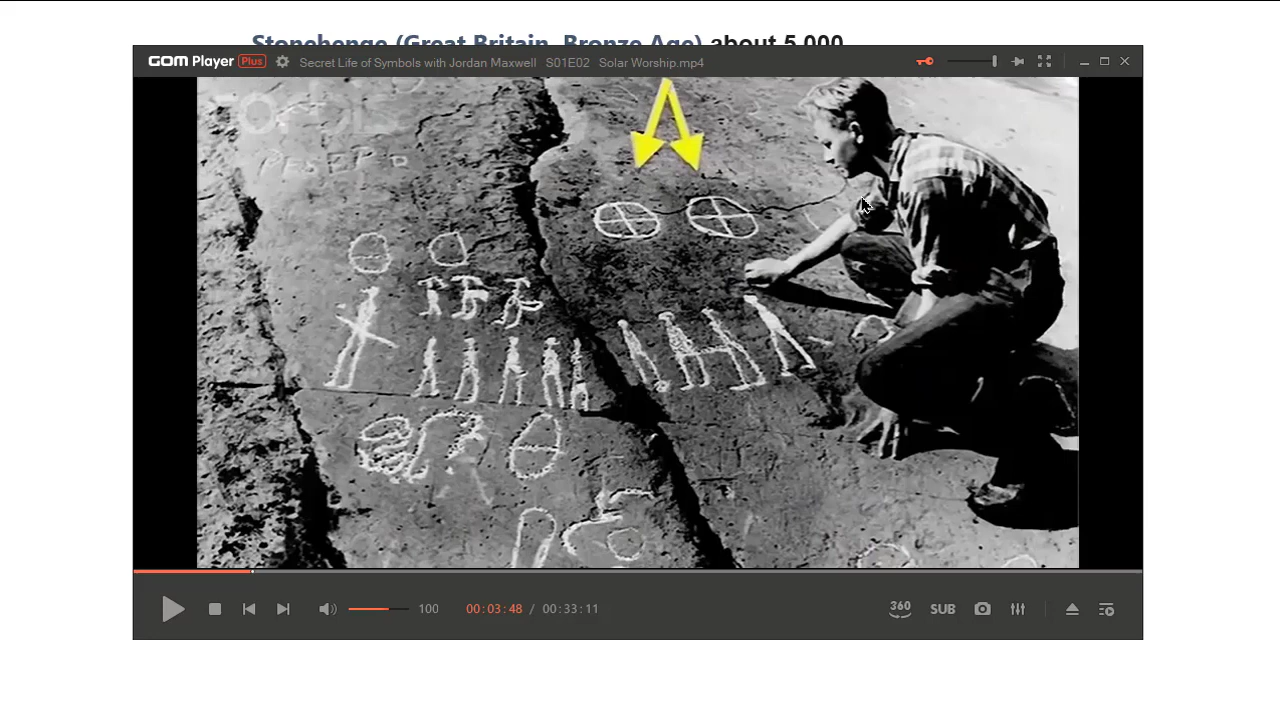 Stonehenge (Great Britain, Bronze Age) about 5,000
GOM Player Plus Secret Life of Symbols with Jordan Maxwell S01E02 Solar Worship.mp4
100 00:03:48 / 00:33:11 360 SUB